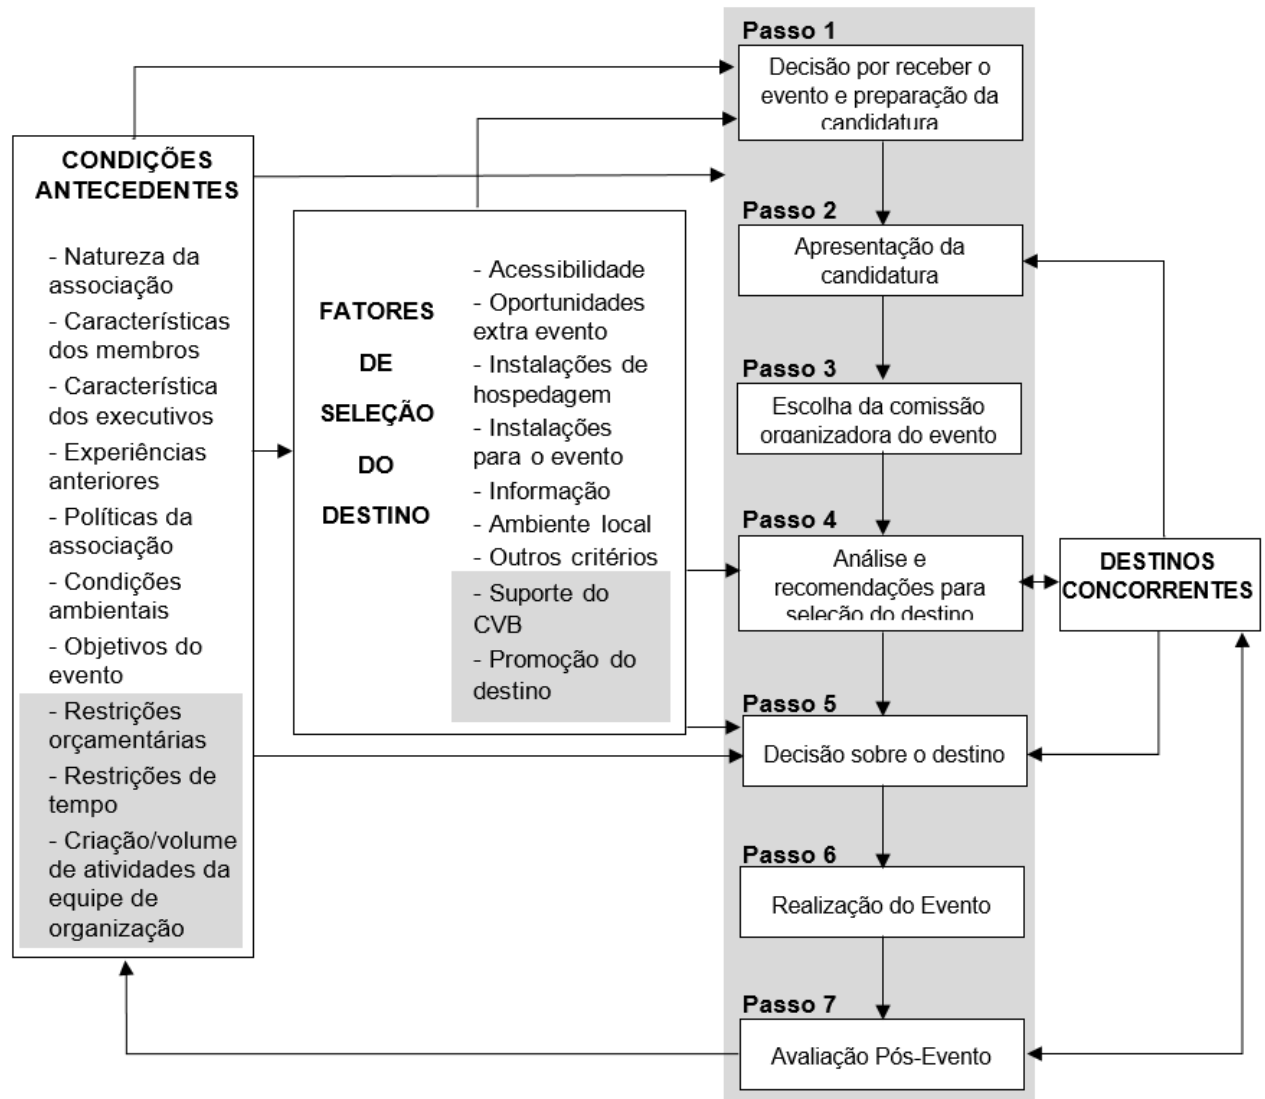 Passo 1
Decisão por receber o
evento e preparação da
candidatura
CONDIÇÕES
ANTECEDENTES
- Natureza da
associação
- Características
dos membros
- Característica
dos executivos
- Experiências
anteriores
- Políticas da
associação
- Condições
ambientais
- Objetivos do
evento
- Restrições
orçamentárias
- Restrições de
tempo
- Criação/volume
de atividades da
equipe de
organização
FATORES
DE
SELEÇÃO
DO
DESTINO
- Acessibilidade
- Oportunidades
extra evento
- Instalações de
hospedagem
- Instalações
para o evento
- Informação
- Ambiente local
- Outros critérios
- Suporte do
CVB
- Promoção do
destino
Passo 2
Apresentação da
candidatura
Passo 3
Escolha da comissão
organizadora do evento
Passo 4
Análise e
recomendações para
seleção do destino
DESTINOS
CONCORRENTES
Passo 5
Decisão sobre o destino
Passo 6
Realização do Evento
Passo 7
Avaliação Pós-Evento